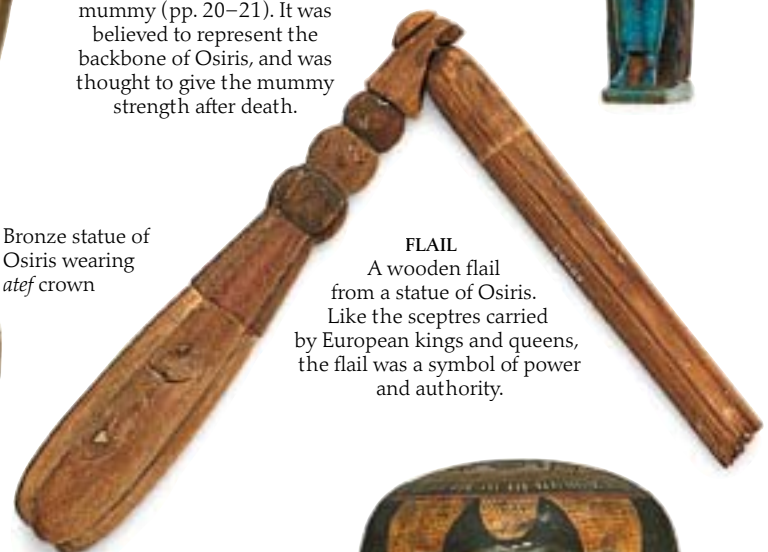 mummy (pp. 20–21). It was
believed to represent the
backbone of Osiris, and was
thought to give the mummy
strength after death.
Bronze statue of
Osiris wearing
atef crown
FLAIL
A wooden flail
from a statue of Osiris.
Like the sceptres carried
by European kings and queens,
the flail was a symbol of power
and authority.